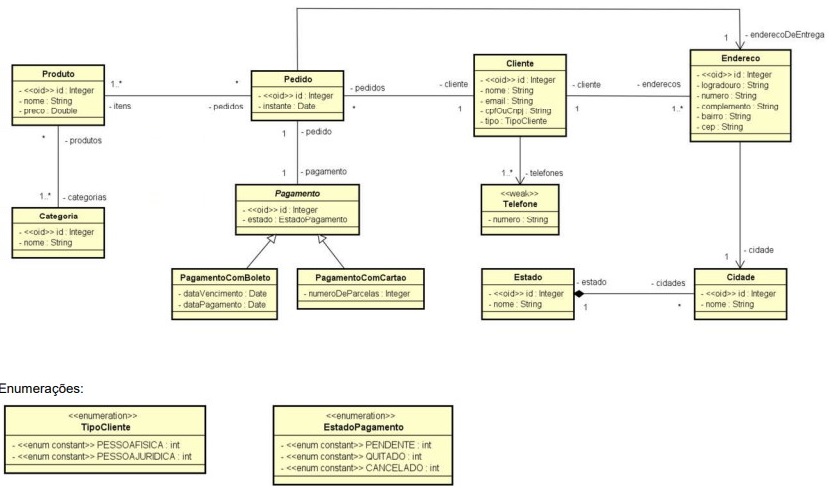 1
- enderecoDeEntrega
Produto
- <<oid>> id : Integer
- nome : String
- preco : Double
1..*
- itens
*
- pedidos
Pedido
- <<oid>> id : Integer
- instante : Date
- pedidos
*
- cliente
1
Cliente
- <<oid>> id : Integer
- nome : String
- email : String
- cpfOuCnpj : String
- tipo : TipoCliente
- cliente
1
- enderecos
1..*
Endereco
- <<oid>> id : Integer
- logradouro : String
- numero : String
- complemento : String
- bairro : String
- cep : String
*
- produtos
1..*
- categorias
1
- pedido
1
- pagamento
1..*
- telefones
Categoria
- <<oid>> id : Integer
- nome : String
Pagamento
- <<oid>> id : Integer
- estado : EstadoPagamento
<<weak>>
Telefone
- numero : String
1
- cidade
PagamentoComBoleto
- dataVencimento : Date
- dataPagamento : Date
PagamentoComCartao
- numeroDeParcelas : Integer
Estado
- <<oid>> id : Integer
- nome : String
- estado
1
- cidades
*
Cidade
- <<oid>> id : Integer
- nome : String
Enumerações:
<<enumeration>>
TipoCliente
- <<enum constant>> PESSOAFISICA : int
- <<enum constant>> PESSOAJURIDICA : int
<<enumeration>>
EstadoPagamento
- <<enum constant>> PENDENTE : int
- <<enum constant>> QUITADO : int
- <<enum constant>> CANCELADO : int